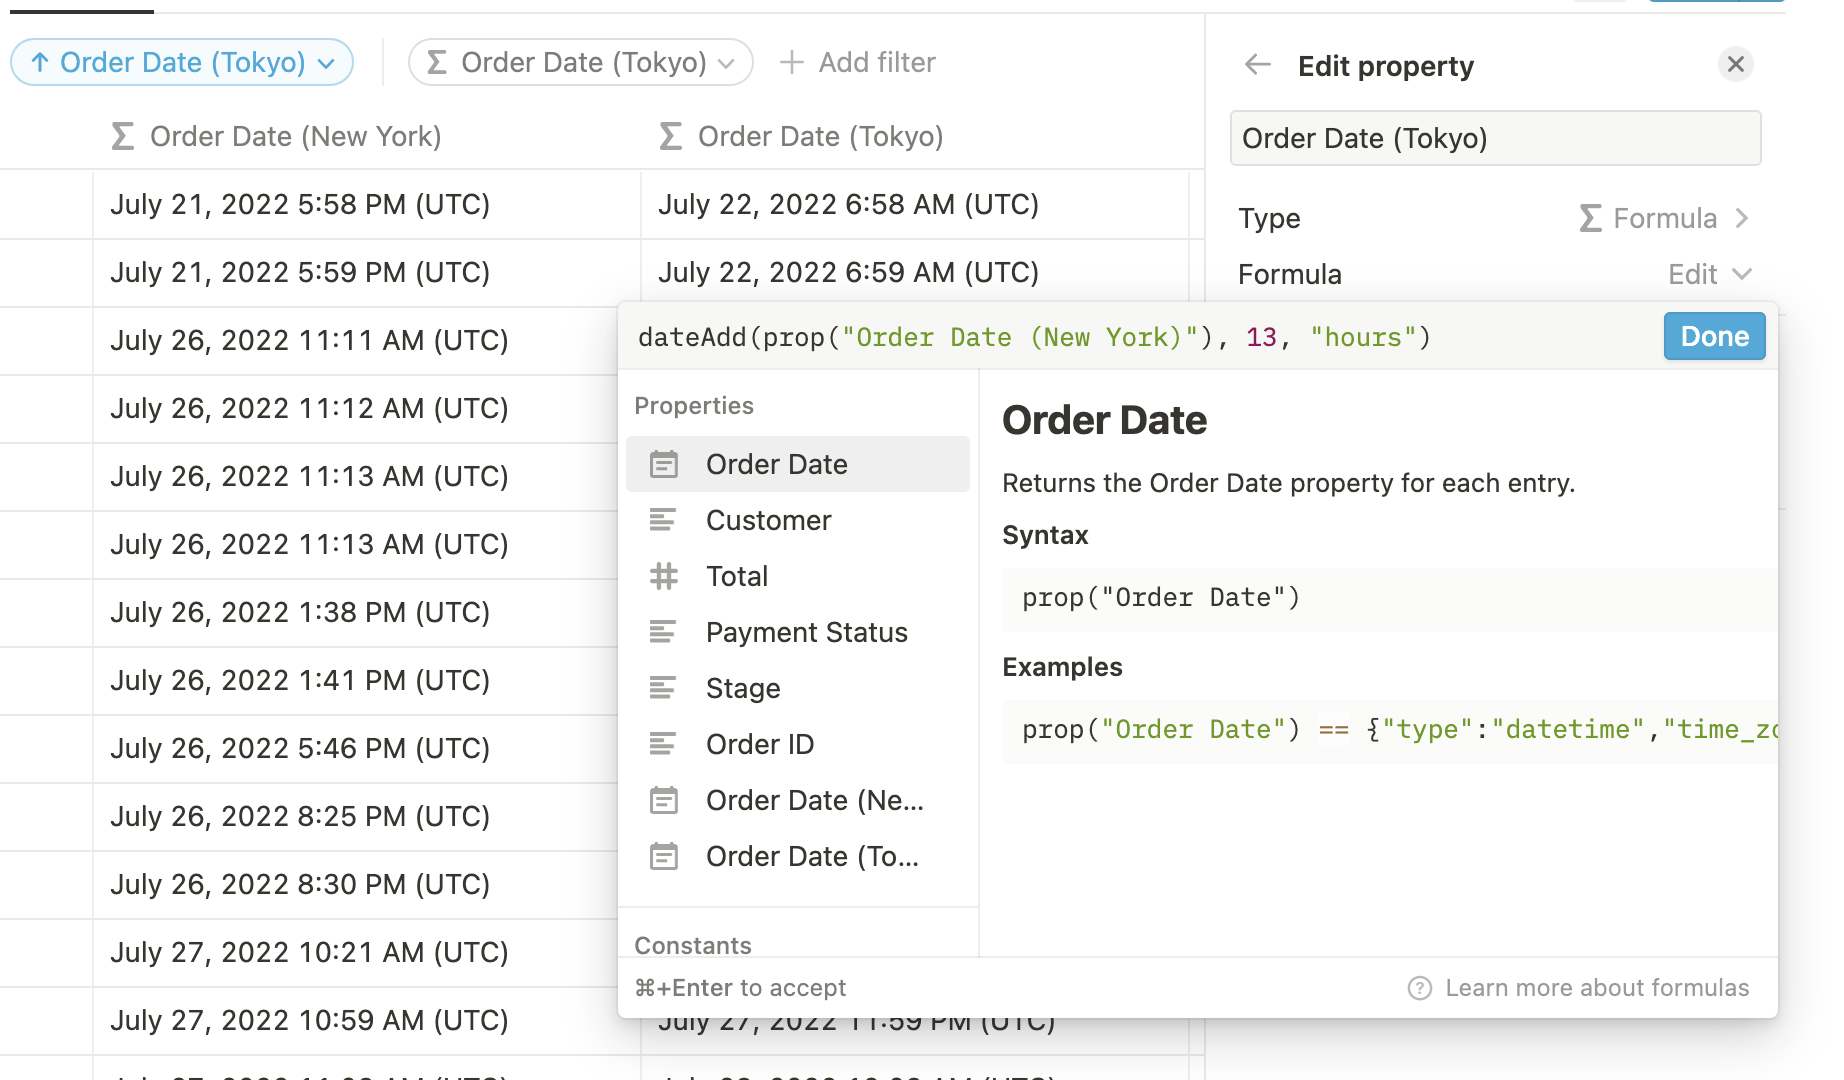 Order Date (Tokyo)
Order Date (Tokyo)
Add filter
Order Date (New York)
Order Date (Tokyo)
July 21, 2022 5:58 PM (UTC)
July 22, 2022 6:58 AM (UTC)
July 21, 2022 5:59 PM (UTC)
July 22, 2022 6:59 AM (UTC)
July 26, 2022 11:11 AM (UTC)
July 26, 2022 11:12 AM (UTC)
July 26, 2022 11:13 AM (UTC)
July 26, 2022 11:13 AM (UTC)
July 26, 2022 1:38 PM (UTC)
July 26, 2022 1:41 PM (UTC)
July 26, 2022 5:46 PM (UTC)
July 26, 2022 8:25 PM (UTC)
July 26, 2022 8:30 PM (UTC)
July 27, 2022 10:21 AM (UTC)
July 27, 2022 10:59 AM (UTC)
July 27, 2022 11:59 PM (UTC)
Edit property
Order Date (Tokyo)
Type
Formula
Formula
Edit
dateAdd(prop("Order Date (New York)"), 13, "hours")
Done
Properties
Order Date
Customer
Total
Payment Status
Stage
Order ID
Order Date (Ne...
Order Date (To...
Constants
Order Date
Returns the Order Date property for each entry.
Syntax
prop("Order Date")
Examples
prop("Order Date") == {"type":"datetime","time_zo
⌘+Enter to accept
Learn more about formulas